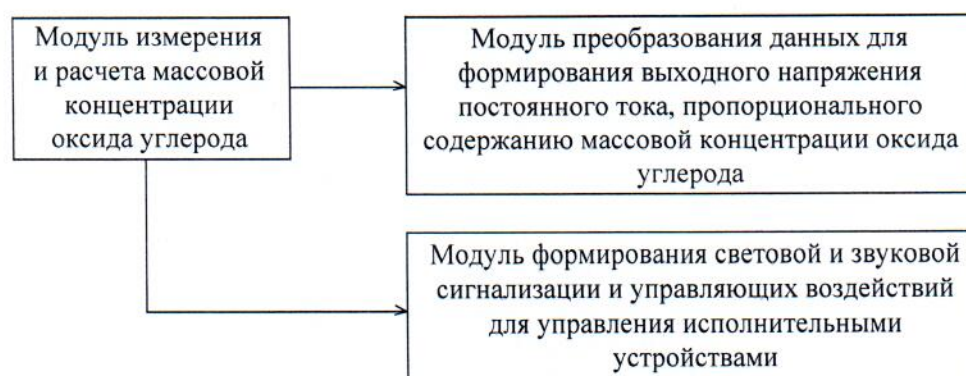 Модуль измерения
и расчета массовой
концентрации
оксида углерода
Модуль преобразования данных для
формирования выходного напряжения
постоянного тока, пропорционального
содержанию массовой концентрации оксида
углерода
Модуль формирования световой и звуковой
сигнализации и управляющих воздействий
для управления исполнительными
устройствами